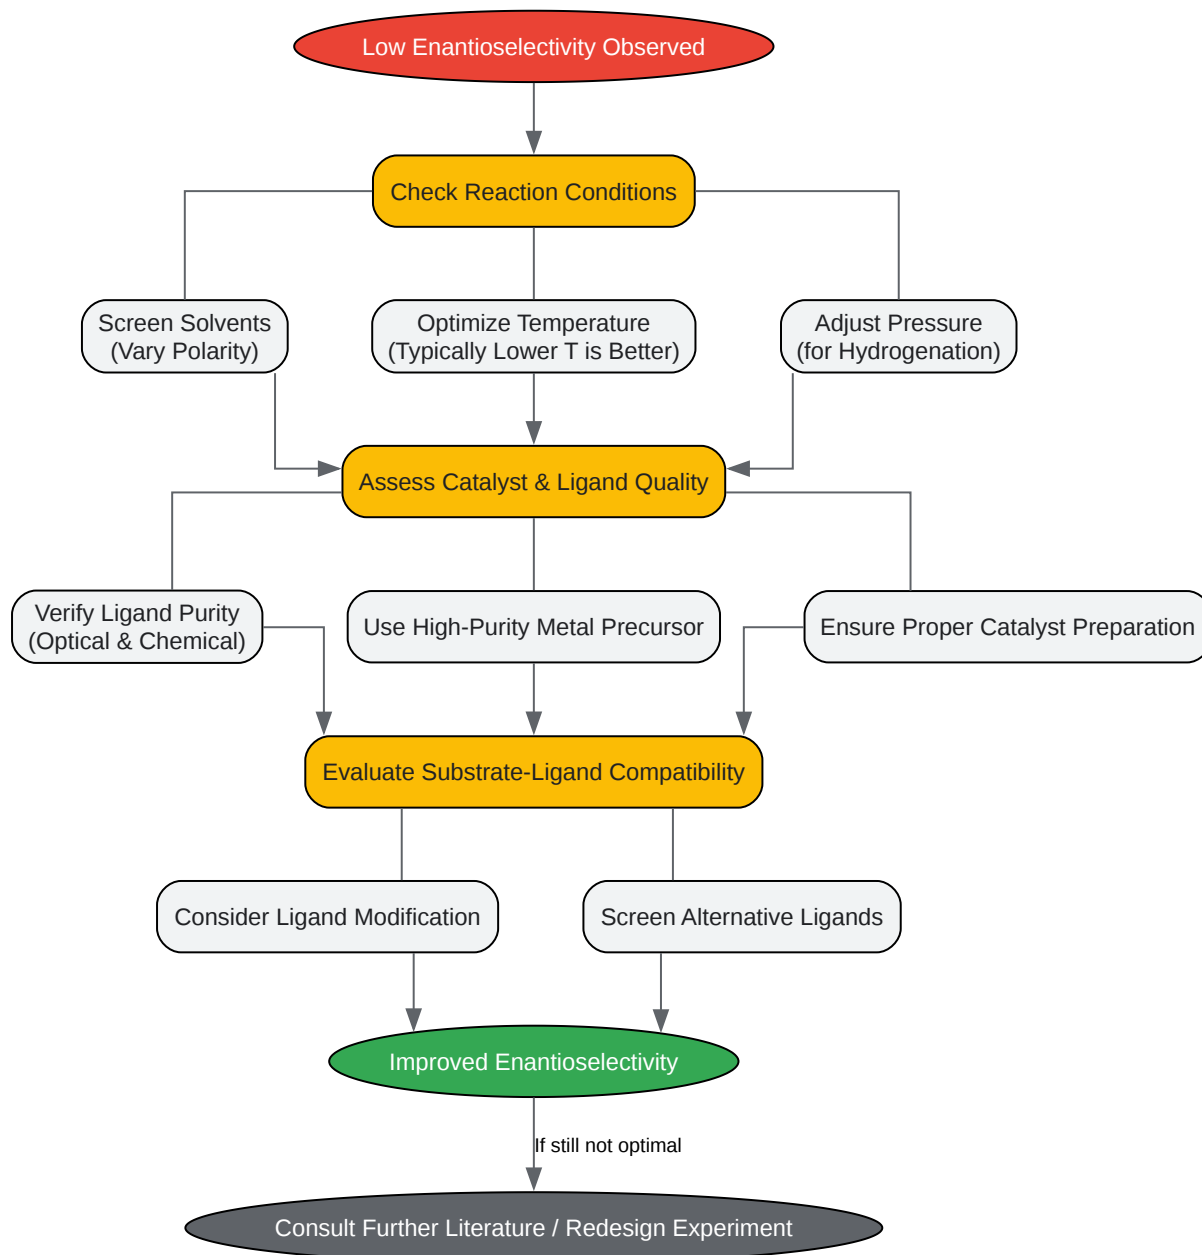 Low Enantioselectivity Observed
Check Reaction Conditions
Screen Solvents
(Vary Polarity)
Optimize Temperature
(Typically Lower T is Better)
Adjust Pressure
(for Hydrogenation)
Assess Catalyst & Ligand Quality
Verify Ligand Purity
(Optical & Chemical)
Use High-Purity Metal Precursor
Ensure Proper Catalyst Preparation
Evaluate Substrate-Ligand Compatibility
Consider Ligand Modification
Screen Alternative Ligands
Improved Enantioselectivity
If still not optimal
Consult Further Literature / Redesign Experiment